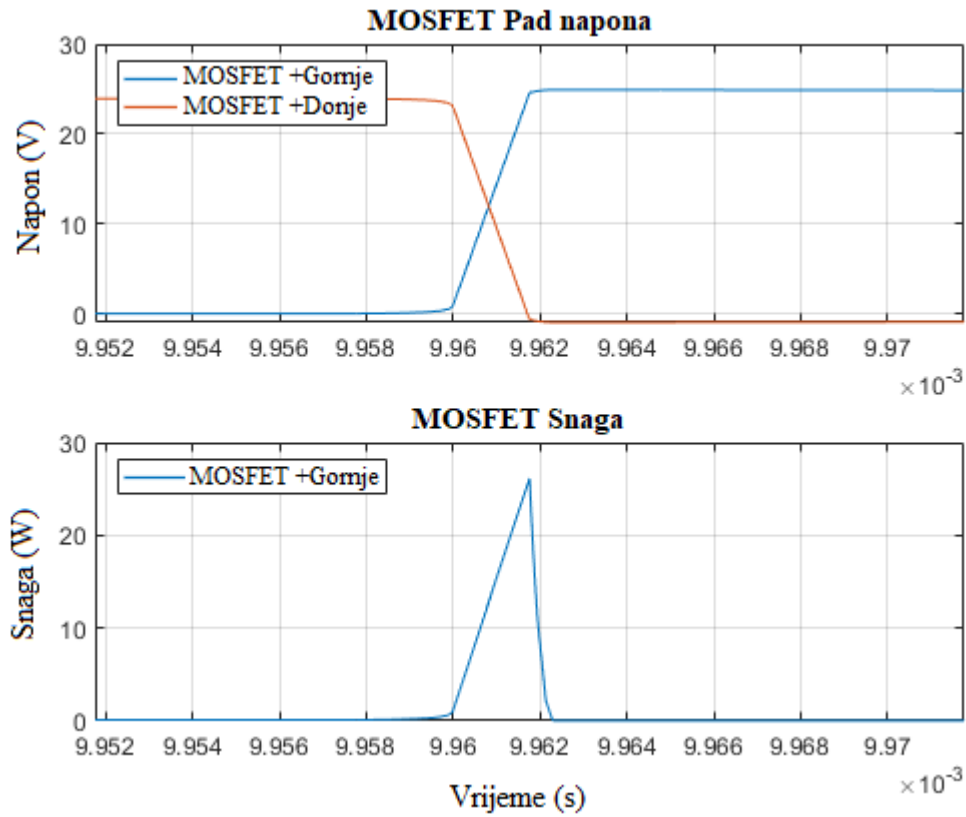 MOSFET Pad napona
30
20
10
0
Napon (V)
MOSFET +Gornje
MOSFET +Donje
9.952 9.954 9.956 9.958 9.96 9.962 9.964 9.966 9.968 9.97
×10-3
MOSFET Snaga
30
20
10
0
Snaga (W)
MOSFET +Gornje
9.952 9.954 9.956 9.958 9.96 9.962 9.964 9.966 9.968 9.97
×10-3
Vrijeme (s)